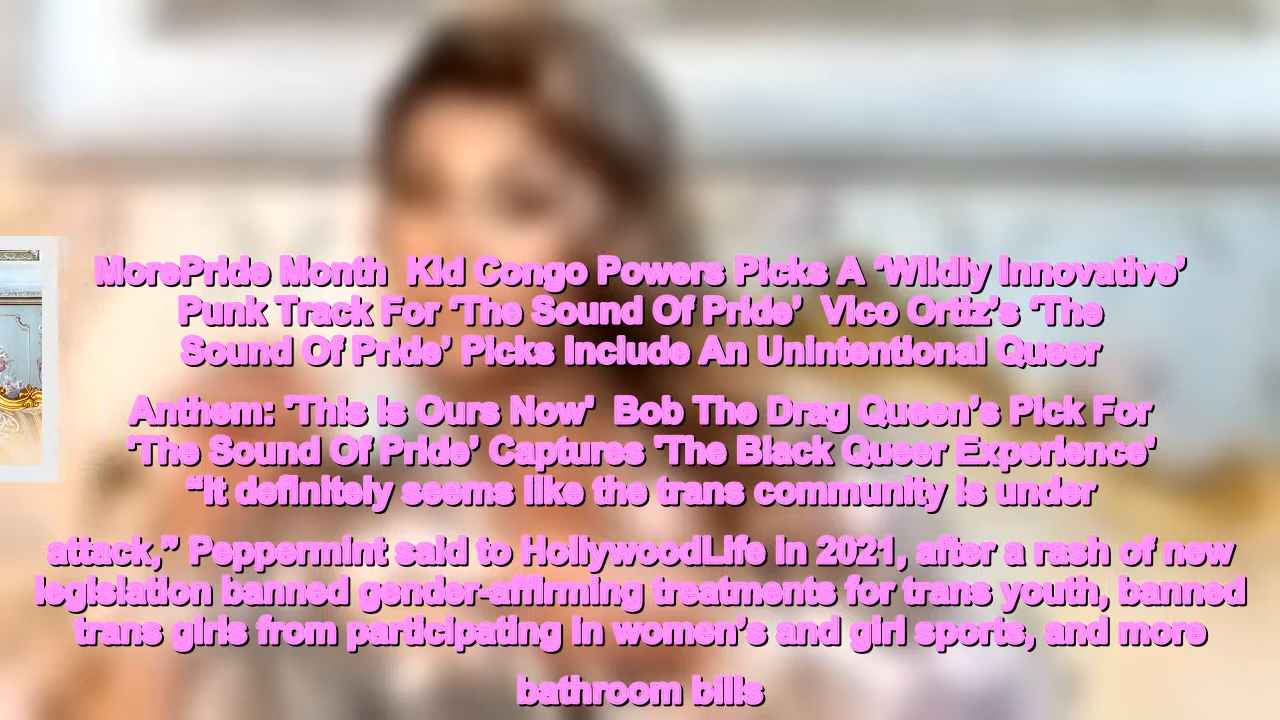 MorePride Month  Kid Congo Powers Picks A ‘Wildly Innovative’
Punk Track For ‘The Sound Of Pride’  Vico Ortiz’s ‘The
Sound Of Pride’ Picks Include An Unintentional Queer
Anthem: 'This Is Ours Now'  Bob The Drag Queen’s Pick For
‘The Sound Of Pride’ Captures 'The Black Queer Experience'
“It definitely seems like the trans community is under
attack,” Peppermint said to HollywoodLife in 2021, after a rash of new
legislation banned gender-affirming treatments for trans youth, banned
trans girls from participating in women’s and girl sports, and more
bathroom bills